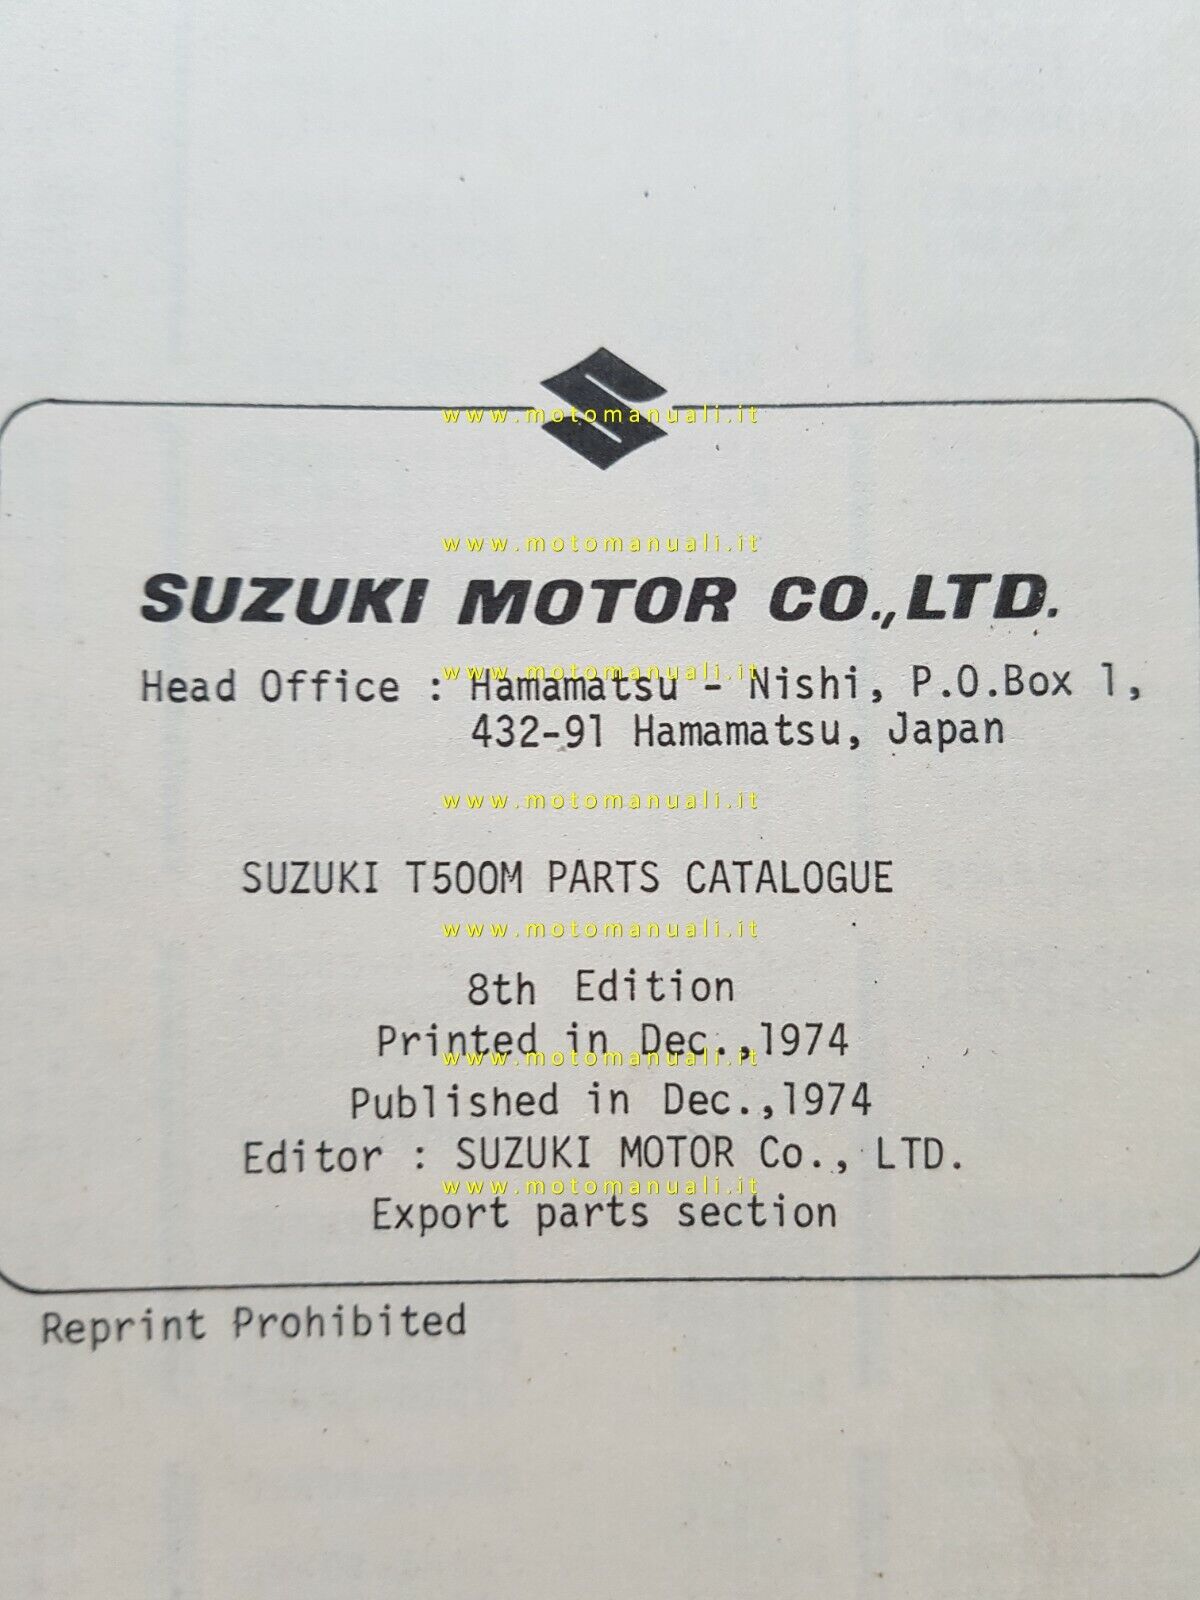 www.motomanuali.it
www.motomanuali.it
SUZUKI MOTOR CO.,LTD.
www.motomanuali.it
Head Office : Hamamatsu - Nishi, P.O.Box 1,
432-91 Hamamatsu, Japan
www.motomanuali.it
SUZUKI T500M PARTS CATALOGUE
www.motomanuali.it
8th Edition
Printed in Dec.,1974
www.motomanuali.it
Published in Dec.,1974
Editor : SUZUKI MOTOR Co., LTD.
www.motomanuali.it
Export parts section
Reprint Prohibited